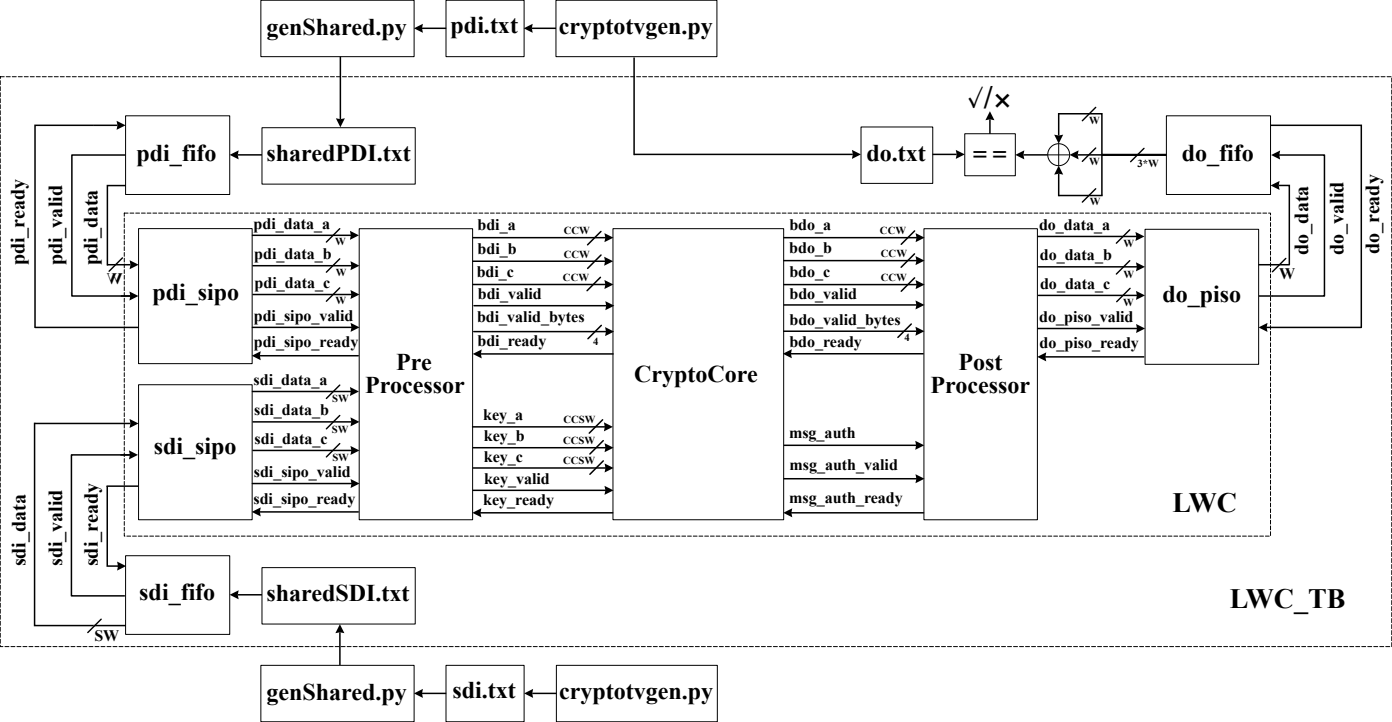 genShared.py
pdi.txt
cryptotvgen.py
pdi_ready
pdi_valid
pdi_data
W
pdi_fifo
sharedPDI.txt
do.txt
==
√/×
W
W
W
3*W
do_fifo
do_data
do_valid
do_ready
W
pdi_sipo
pdi_data_a
W
pdi_data_b
W
pdi_data_c
W
pdi_sipo_valid
pdi_sipo_ready
sdi_sipo
sdi_data_a
SW
sdi_data_b
SW
sdi_data_c
SW
sdi_sipo_valid
sdi_sipo_ready
Pre
Processor
bdi_a
CCW
bdi_b
CCW
bdi_c
CCW
bdi_valid
bdi_valid_bytes
4
bdi_ready
key_a
CCSW
key_b
CCSW
key_c
CCSW
key_valid
key_ready
CryptoCore
bdo_a
CCW
bdo_b
CCW
bdo_c
CCW
bdo_valid
bdo_valid_bytes
4
bdo_ready
msg_auth
msg_auth_valid
msg_auth_ready
Post
Processor
do_data_a
W
do_data_b
W
do_data_c
W
do_piso_valid
do_piso_ready
do_piso
LWC
sdi_data
sdi_valid
sdi_ready
SW
sdi_fifo
sharedSDI.txt
LWC_TB
genShared.py
sdi.txt
cryptotvgen.py